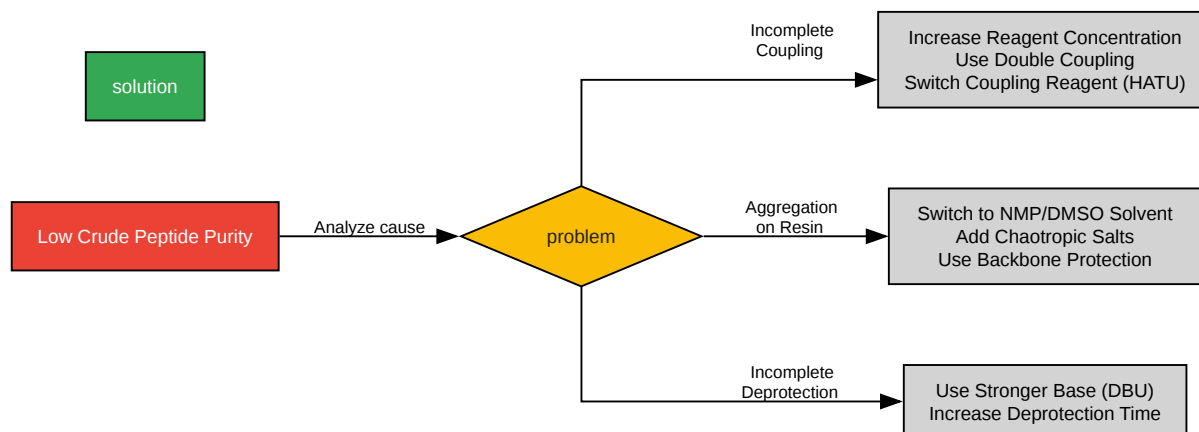 solution
Low Crude Peptide Purity
Analyze cause
problem
Incomplete
Coupling
Increase Reagent Concentration
Use Double Coupling
Switch Coupling Reagent (HATU)
Aggregation
on Resin
Switch to NMP/DMSO Solvent
Add Chaotropic Salts
Use Backbone Protection
Incomplete
Deprotection
Use Stronger Base (DBU)
Increase Deprotection Time